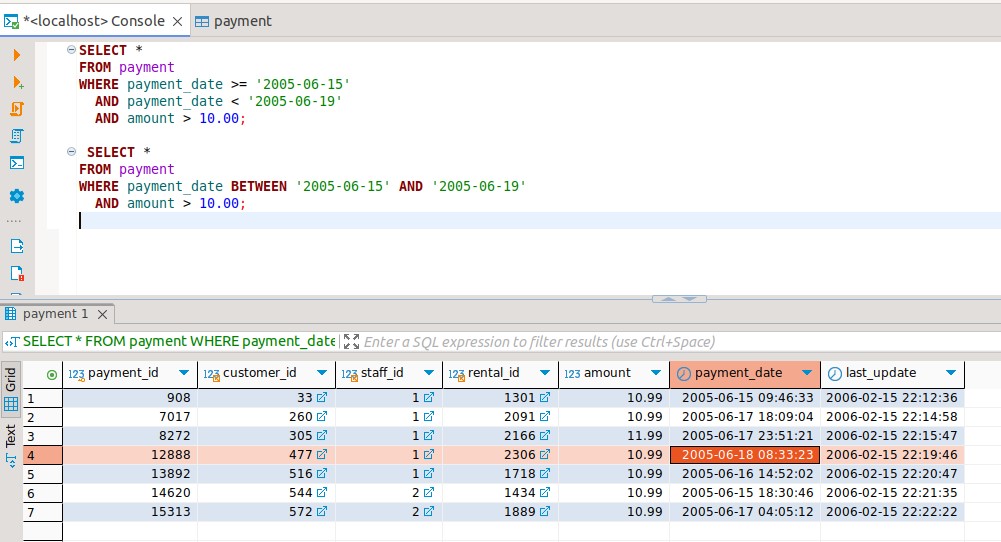 *<localhost> Console payment
SELECT *
FROM payment
WHERE payment_date >= '2005-06-15'
AND payment_date < '2005-06-19'
AND amount > 10.00;
SELECT *
FROM payment
WHERE payment_date BETWEEN '2005-06-15' AND '2005-06-19'
AND amount > 10.00;
payment 1
SELECT * FROM payment WHERE payment_date Enter a SQL expression to filter results (use Ctrl+Space)
Grid
Text
123 payment_id 123 customer_id 123 staff_id 123 rental_id 123 amount payment_date last_update
1 908 33 1 1301 10.99 2005-06-15 09:46:33 2006-02-15 22:12:36
2 7017 260 1 2091 10.99 2005-06-17 18:09:04 2006-02-15 22:14:58
3 8272 305 1 2166 11.99 2005-06-17 23:51:21 2006-02-15 22:15:47
4 12888 477 1 2306 10.99 2005-06-18 08:33:23 2006-02-15 22:19:46
5 13892 516 1 1718 10.99 2005-06-16 14:52:02 2006-02-15 22:20:47
6 14620 544 2 1434 10.99 2005-06-15 18:30:46 2006-02-15 22:21:35
7 15313 572 2 1889 10.99 2005-06-17 04:05:12 2006-02-15 22:22:22